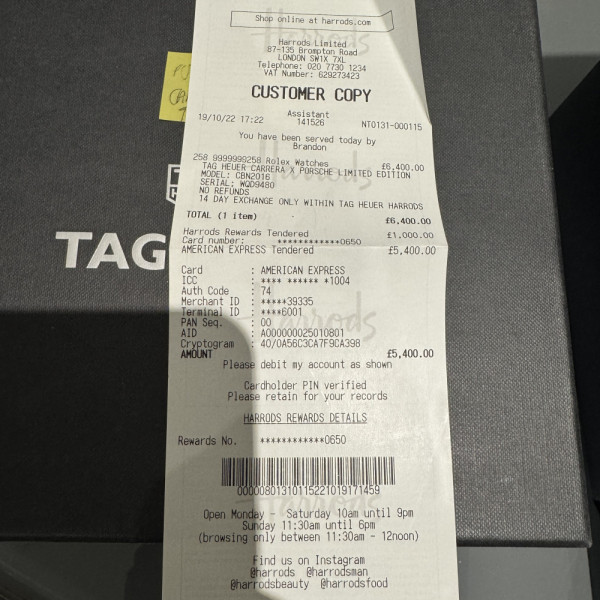 Shop online at harrods.com
Harrods Limited
87-135 Brompton Road
LONDON SW1X 7XL
Telephone: 020 7730 1234
VAT Number: 629273423
CUSTOMER COPY
Assistant
19/10/22 17:22 141526 NT0131-000115
You have been served today by
Brandon
258 9999999258 Rolex Watches £6,400.00
TAG HEUER CARRERA X PORSCHE LIMITED EDITION
MODEL: CBN2016
SERIAL: WQD9480
NO REFUNDS
14 DAY EXCHANGE ONLY WITHIN TAG HEUER HARRODS
TOTAL (1 item) £6,400.00
Harrods Rewards Tendered £1,000.00
Card number: ************0650
AMERICAN EXPRESS Tendered £5,400.00
Card : AMERICAN EXPRESS
ICC : **** ****** *1004
Auth Code : 74
Merchant ID : *****39335
Terminal ID : ****6001
PAN Seq. : 00
AID : A000000025010801
Cryptogram : 40/0A56C3CA7F9CA398
AMOUNT £5,400.00
Please debit my account as shown
Cardholder PIN verified
Please retain for your records
HARRODS REWARDS DETAILS
Rewards No. ************0650
0000080131011522101917145​9
Open Monday - Saturday 10am until 9pm
Sunday 11:30am until 6pm
(browsing only between 11:30am - 12noon)
Find us on Instagram
@harrods @harrodsman
@harrodsbeauty @harrodsfood
TAG
Harrods
Harrods
Harrods
Harrods